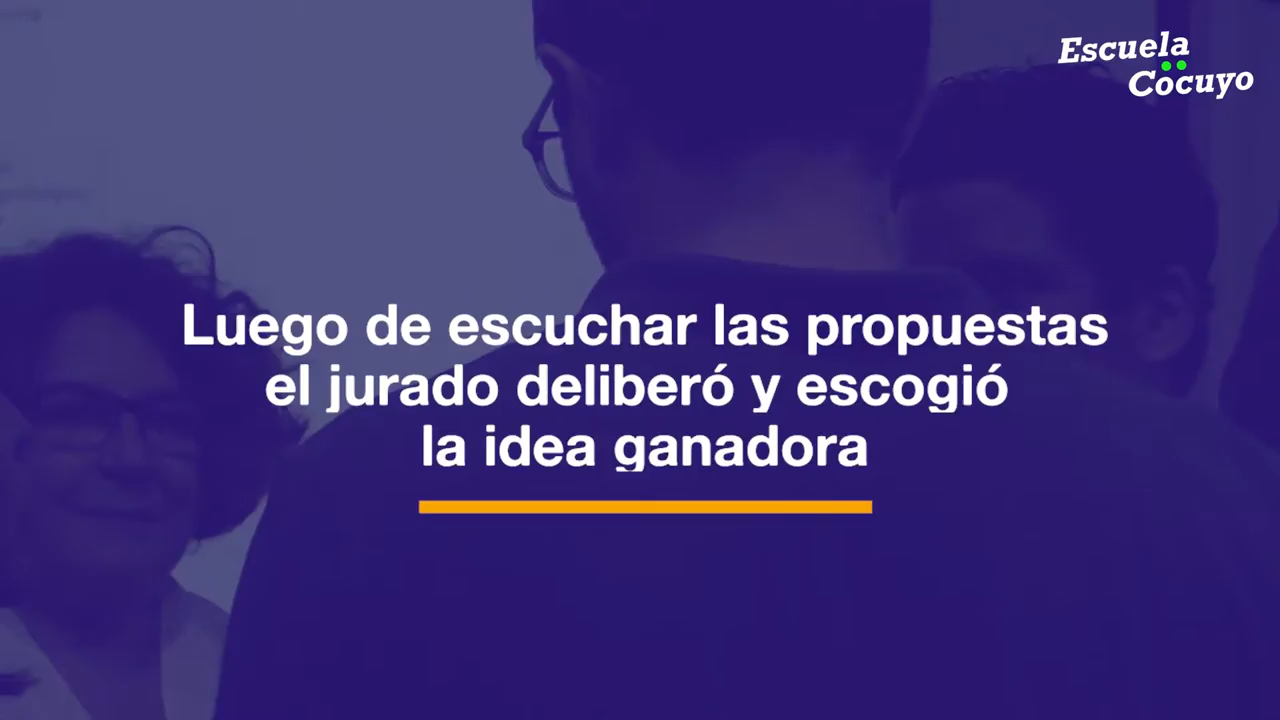 Escuela
Cocuyo
Luego de escuchar las propuestas
el jurado deliberó y escogió
la idea ganadora